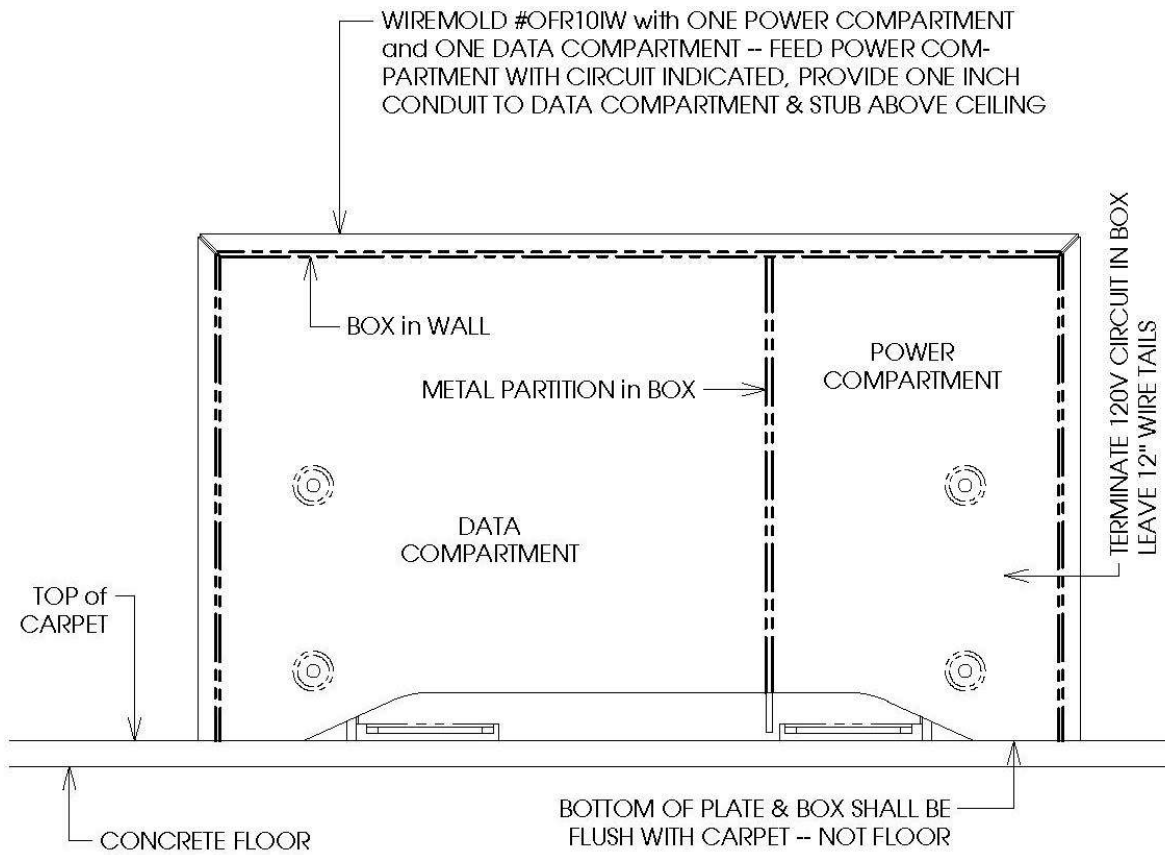 WIREMOLD #OFR10IW with ONE POWER COMPARTMENT
and ONE DATA COMPARTMENT -- FEED POWER COM-
PARTMENT WITH CIRCUIT INDICATED, PROVIDE ONE INCH
CONDUIT TO DATA COMPARTMENT & STUB ABOVE CEILING
BOX in WALL
METAL PARTITION in BOX
POWER
COMPARTMENT
TERMINATE 120V CIRCUIT IN BOX
LEAVE 12" WIRE TAILS
DATA
COMPARTMENT
TOP of
CARPET
CONCRETE FLOOR
BOTTOM OF PLATE & BOX SHALL BE
FLUSH WITH CARPET -- NOT FLOOR